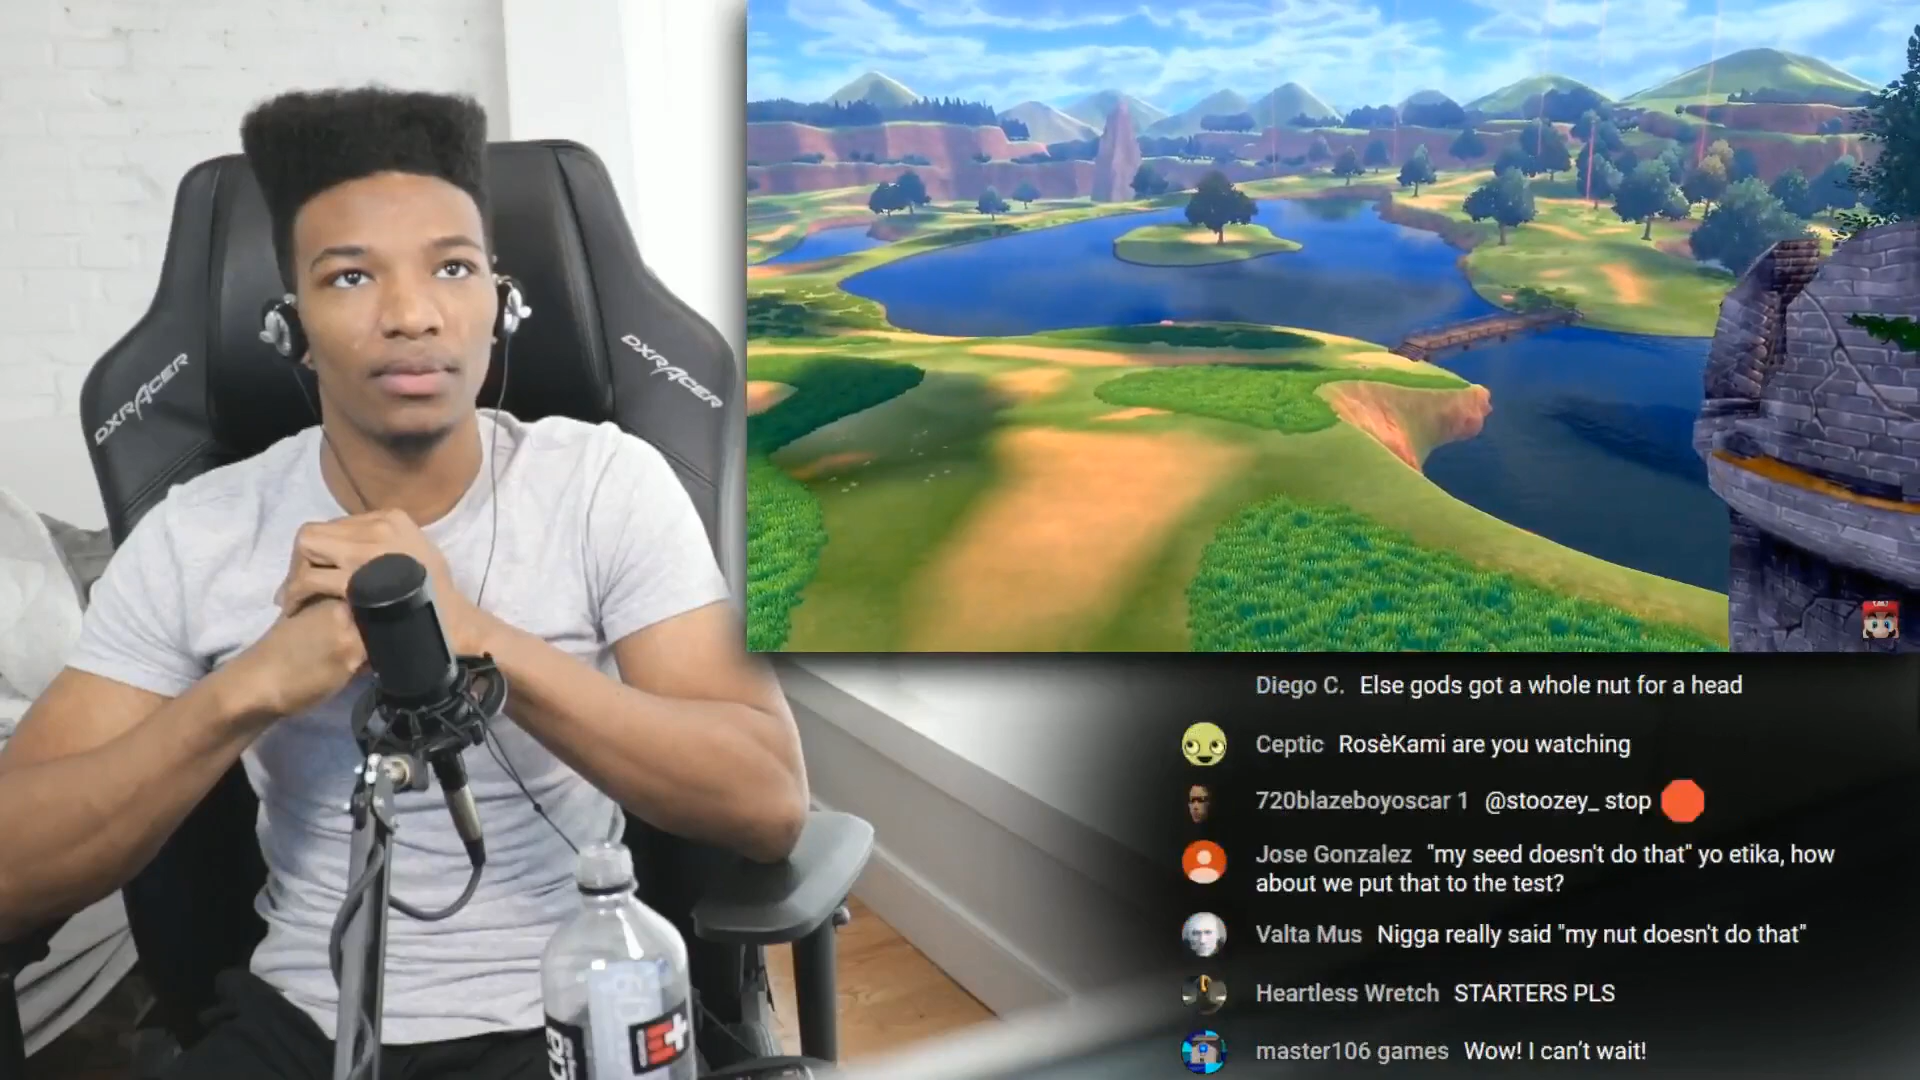 DXRACER
DXRACER
Diego C. Else gods got a whole nut for a head
Ceptic RosèKami are you watching
720blazeboyoscar 1 @stoozey_ stop
Jose Gonzalez "my seed doesn't do that" yo etika, how
about we put that to the test?
Valta Mus Nigga really said "my nut doesn't do that"
Heartless Wretch STARTERS PLS
master106 games Wow! I can't wait!